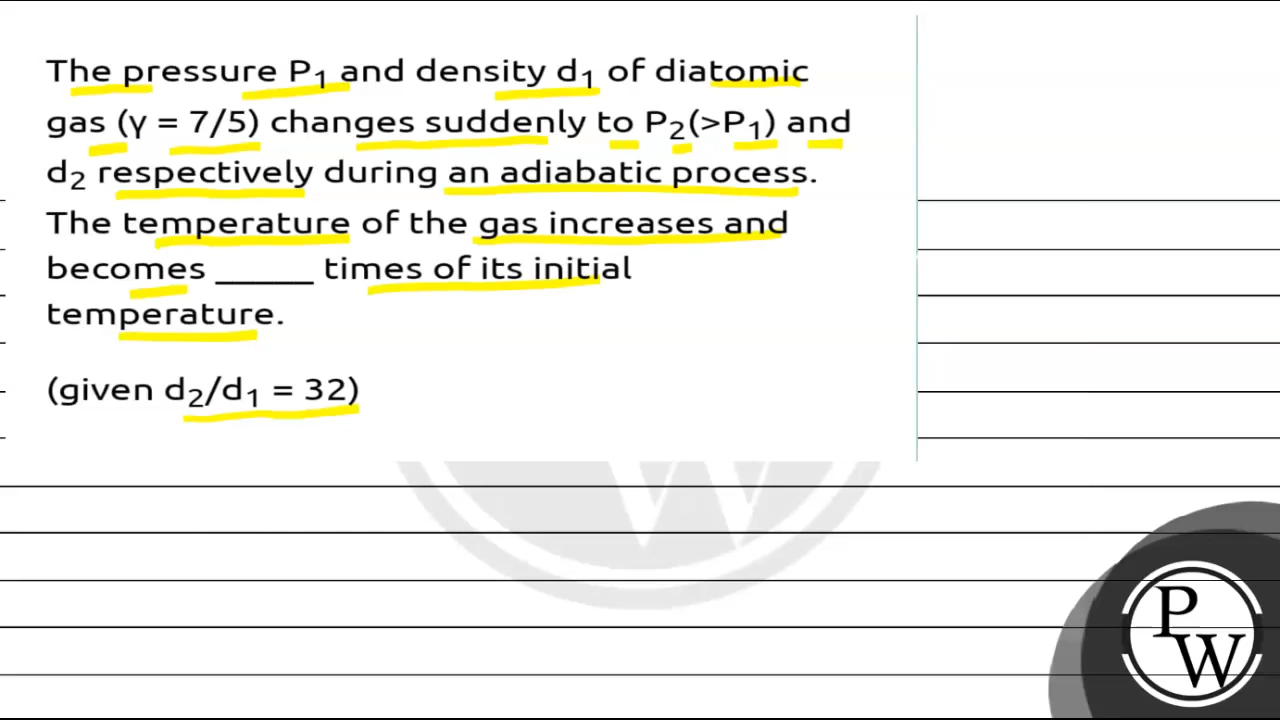 The pressure P₁ and density d₁ of diatomic
gas (γ = 7/5) changes suddenly to P₂(>P₁) and
d₂ respectively during an adiabatic process.
The temperature of the gas increases and
becomes ______ times of its initial
temperature.
(given d₂/d₁ = 32)
P
W